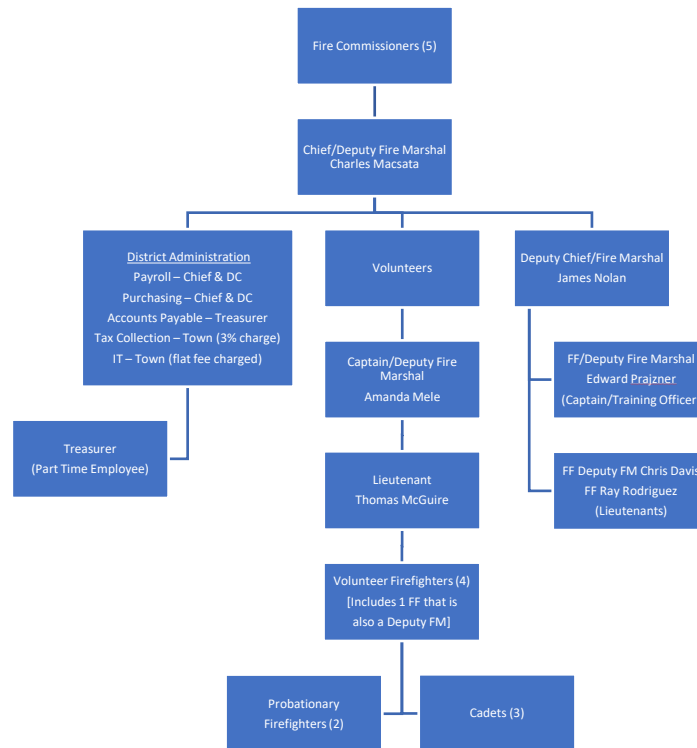 Fire Commissioners (5)
Chief/Deputy Fire Marshal
Charles Macsata
District Administration
Payroll – Chief & DC
Purchasing – Chief & DC
Accounts Payable – Treasurer
Tax Collection – Town (3% charge)
IT – Town (flat fee charged)
Volunteers
Deputy Chief/Fire Marshal
James Nolan
Captain/Deputy Fire
Marshal
Amanda Mele
FF/Deputy Fire Marshal
Edward Prajzner
(Captain/Training Officer
Treasurer
(Part Time Employee)
Lieutenant
Thomas McGuire
FF Deputy FM Chris Davis
FF Ray Rodriguez
(Lieutenants)
Volunteer Firefighters (4)
[Includes 1 FF that is
also a Deputy FM]
Probationary
Firefighters (2)
Cadets (3)